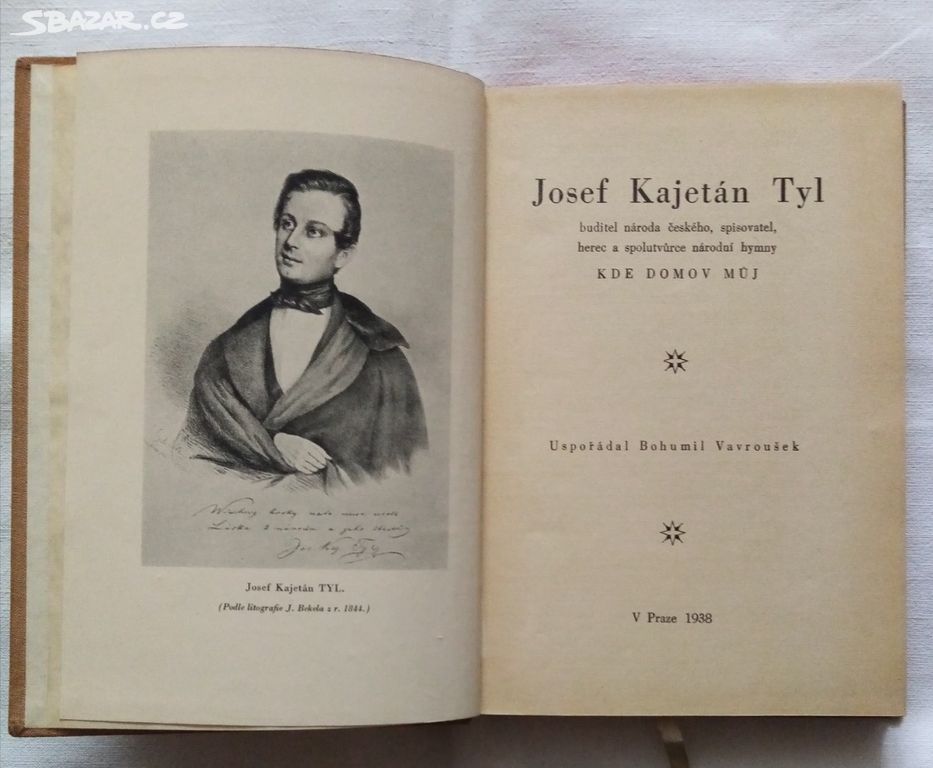 SBAZAR.CZ
Josef Kajetán TYL.
(Podle litografie J. Bekela z r. 1844.)
Josef Kajetán Tyl
buditel národa českého, spisovatel,
herec a spolutvůrce národní hymny
KDE DOMOV MŮJ
Uspořádal Bohumil Vavroušek
V Praze 1938